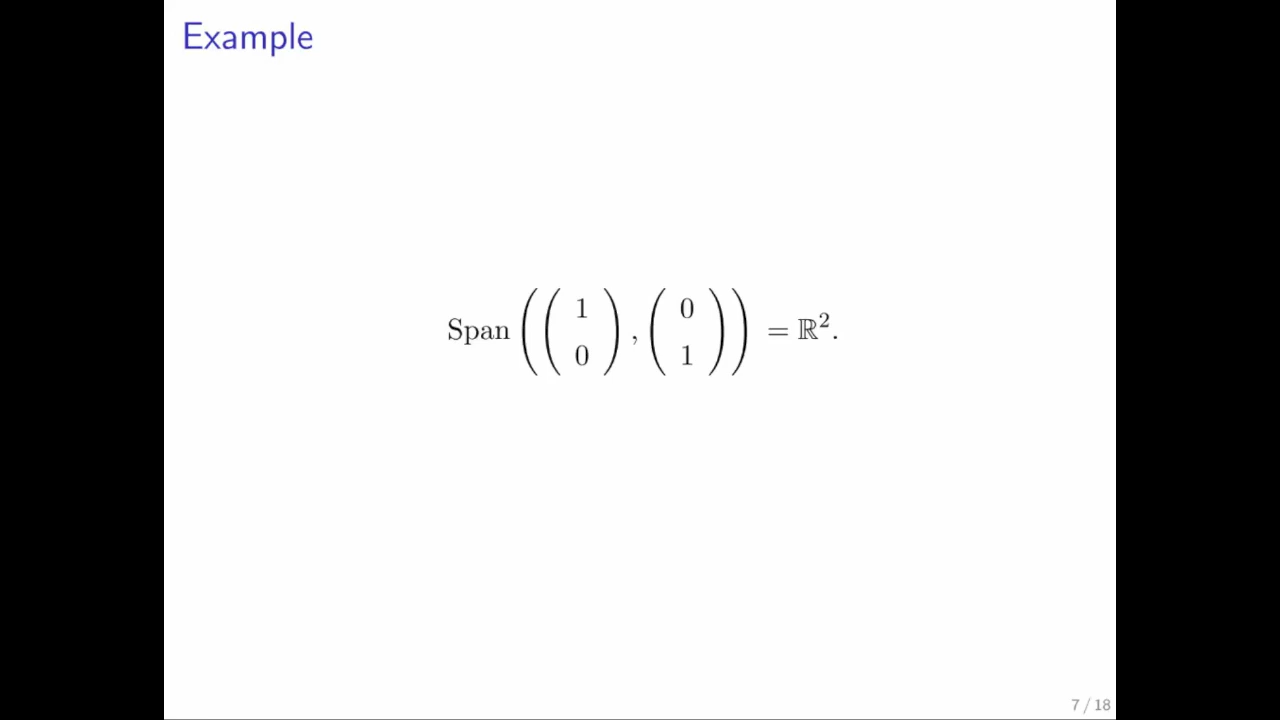 Example
Span ( ( 1 0 ) , ( 0 1 ) ) = ℝ².
7 / 18